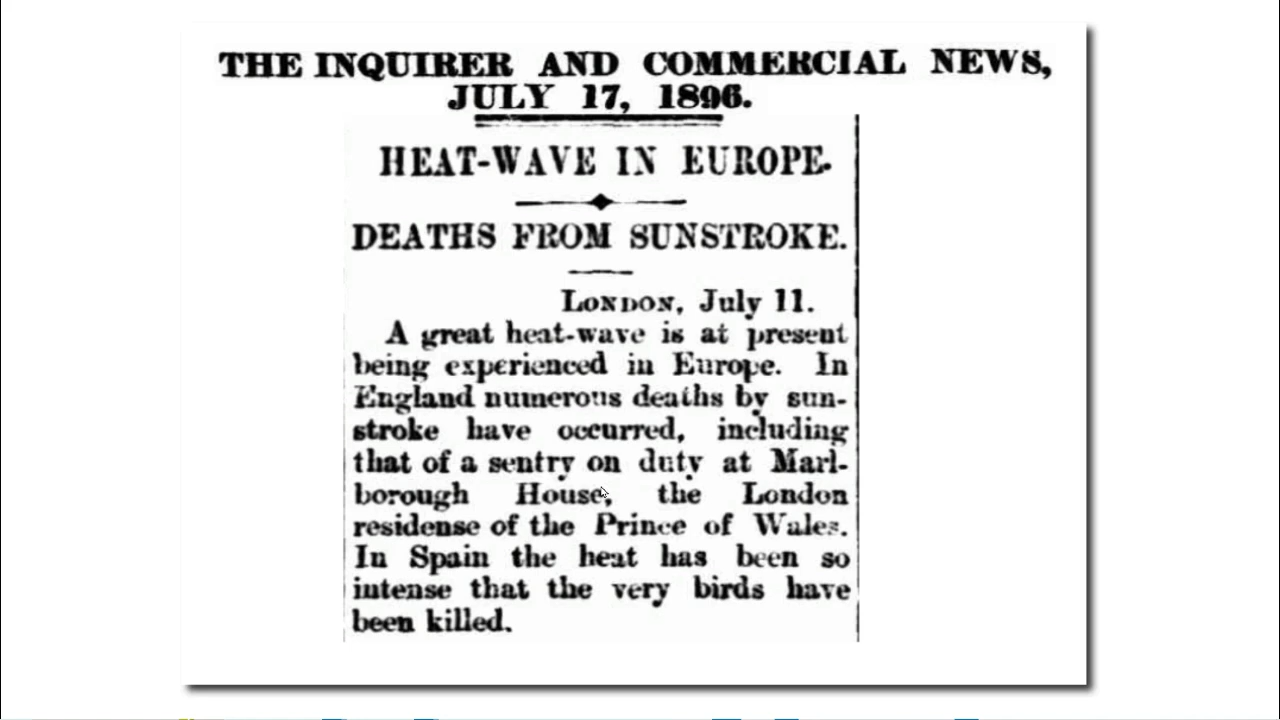 THE INQUIRER AND COMMERCIAL NEWS,
JULY 17, 1896.
HEAT-WAVE IN EUROPE.
DEATHS FROM SUNSTROKE.
LONDON, July 11.
A great heat-wave is at present
being experienced in Europe. In
England numerous deaths by sun-
stroke have occurred, including
that of a sentry on duty at Marl-
borough House, the London
residense of the Prince of Wales.
In Spain the heat has been so
intense that the very birds have
been killed.